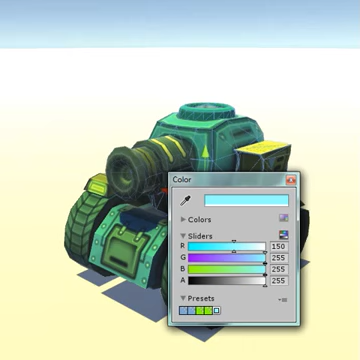 Color
Colors
Sliders
R 150
G 255
B 255
A 255
Presets